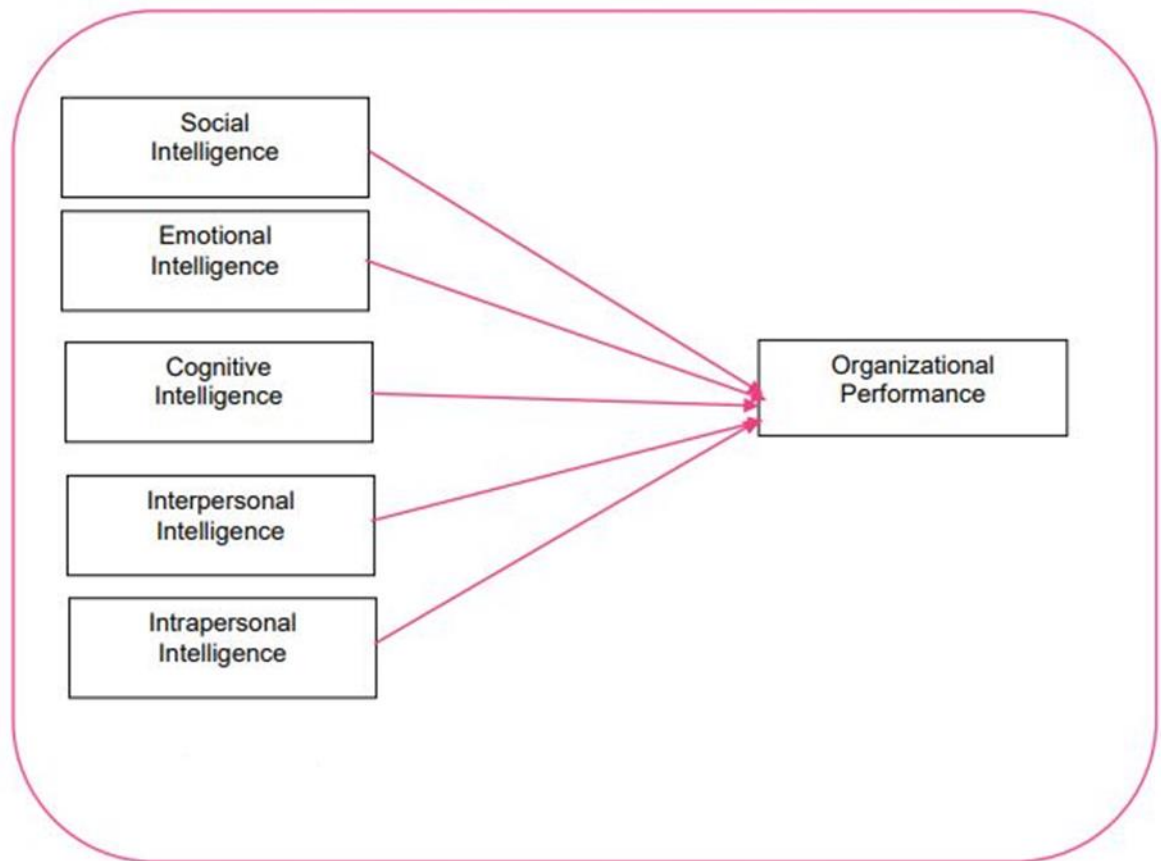 Social
Intelligence
Emotional
Intelligence
Cognitive
Intelligence
Interpersonal
Intelligence
Intrapersonal
Intelligence
Organizational
Performance